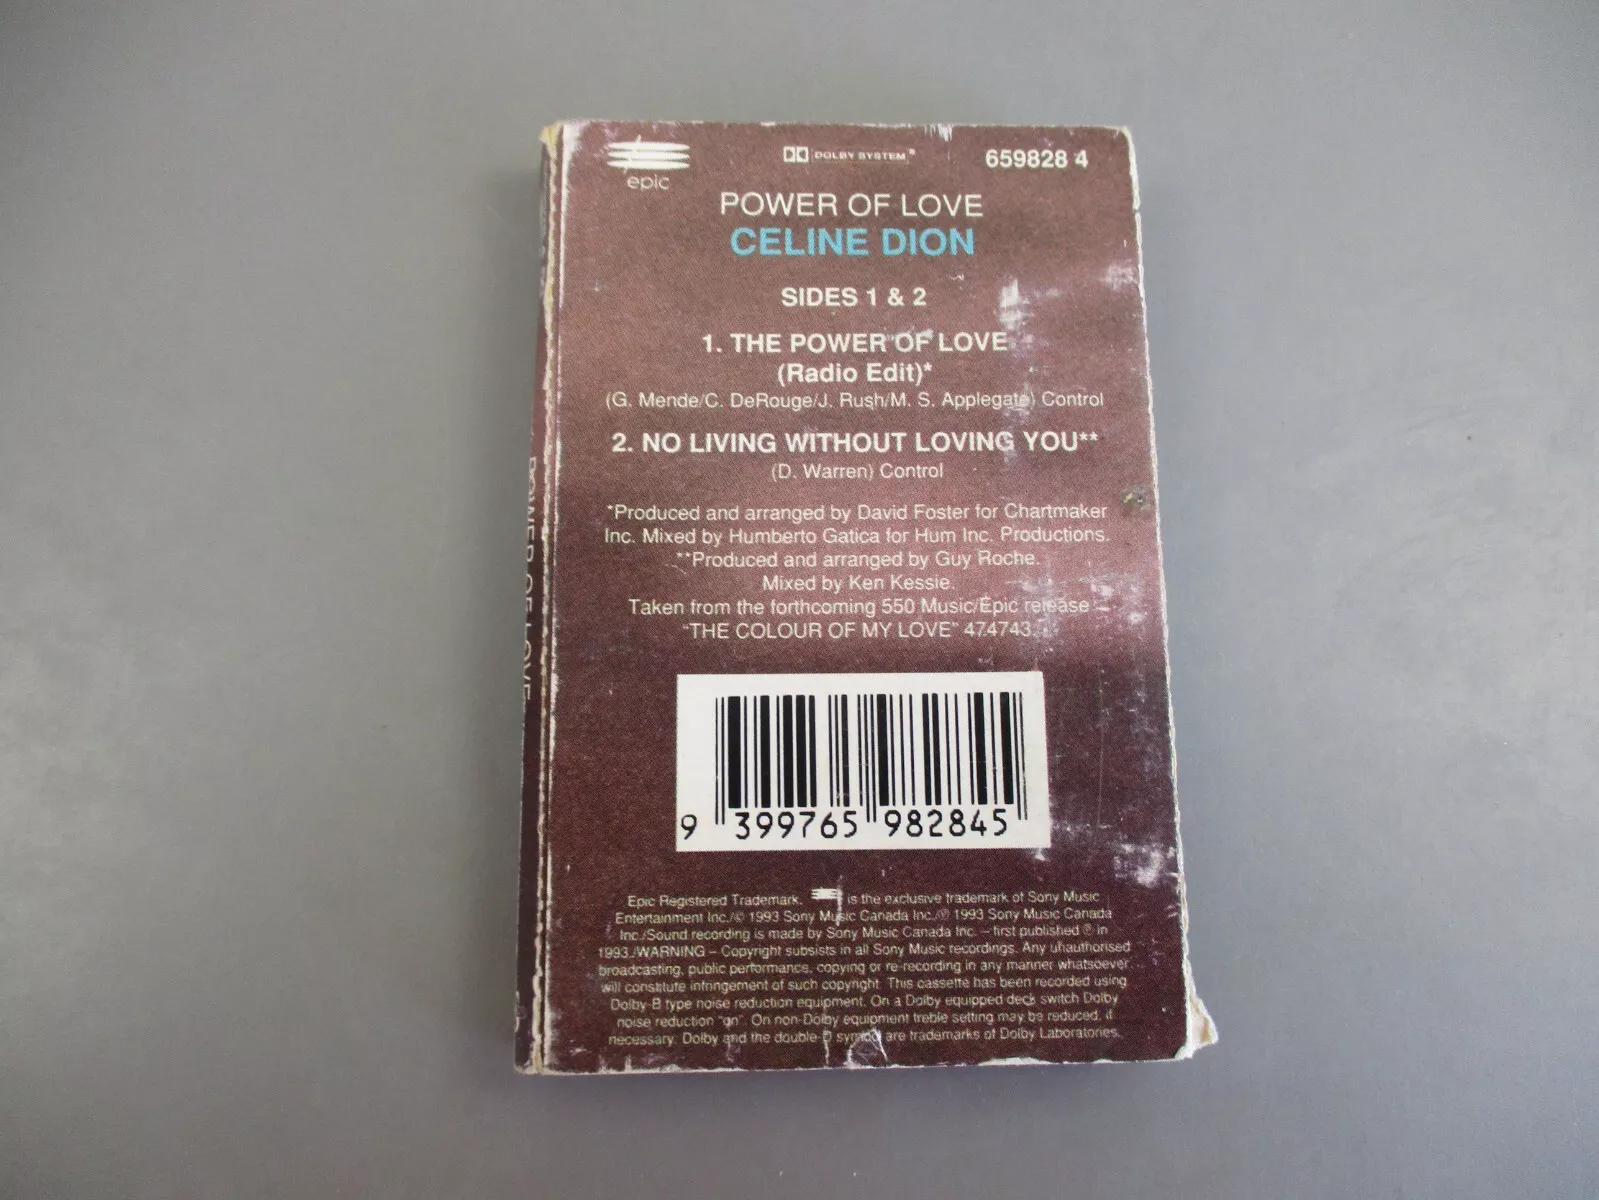 epic
DOLBY SYSTEM®
659828 4
POWER OF LOVE
CELINE DION
SIDES 1 & 2
1. THE POWER OF LOVE
(Radio Edit)*
(G. Mende/C. DeRouge/J. Rush/M. S. Applegate) Control
2. NO LIVING WITHOUT LOVING YOU**
(D. Warren) Control
*Produced and arranged by David Foster for Chartmaker
Inc. Mixed by Humberto Gatica for Hum Inc. Productions.
**Produced and arranged by Guy Roche.
Mixed by Ken Kessie.
Taken from the forthcoming 550 Music/Epic release
"THE COLOUR OF MY LOVE" 474743.
9 399765 982845
Epic Registered Trademark. is the exclusive trademark of Sony Music
Entertainment Inc./© 1993 Sony Music Canada Inc./℗ 1993 Sony Music Canada
Inc./Sound recording is made by Sony Music Canada Inc. – first published ℗ in
1993./WARNING – Copyright subsists in all Sony Music recordings. Any unauthorised
broadcasting, public performance, copying or re-recording in any manner whatsoever
will constitute infringement of such copyright. This cassette has been recorded using
Dolby-B type noise reduction equipment. On a Dolby equipped deck switch Dolby
noise reduction "on". On non-Dolby equipment treble setting may be reduced, if
necessary. Dolby and the double-D symbol are trademarks of Dolby Laboratories.
POWER OF LOVE